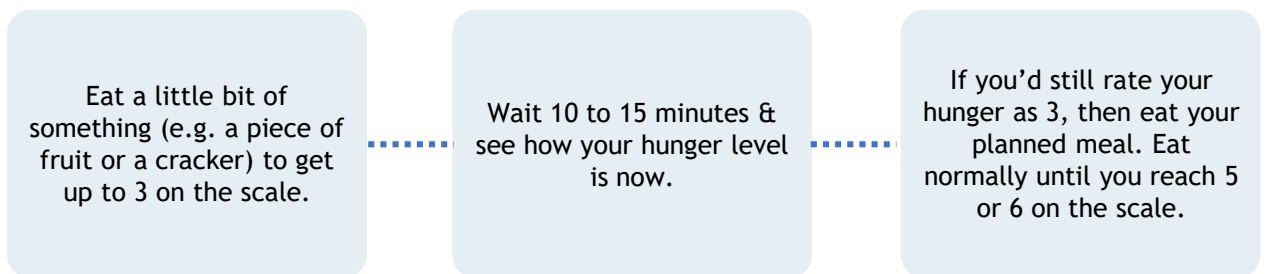 Eat a little bit of
something (e.g. a piece of
fruit or a cracker) to get
up to 3 on the scale.
Wait 10 to 15 minutes &
see how your hunger level
is now.
If you’d still rate your
hunger as 3, then eat your
planned meal. Eat
normally until you reach 5
or 6 on the scale.